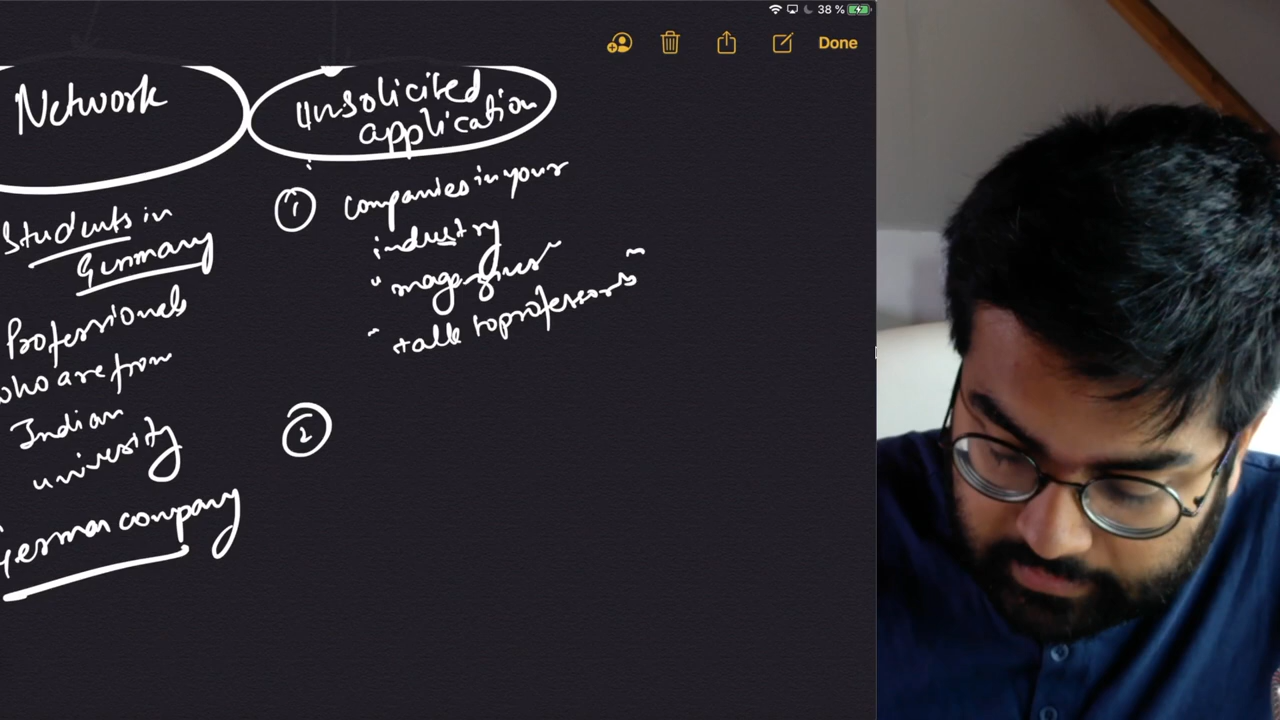 38 %
Done
Network
Students in
Germany
Professionals
who are from
Indian
university
German company
Unsolicited
application
1 companies in your
industry
"magazines"
"talk to professors"
2